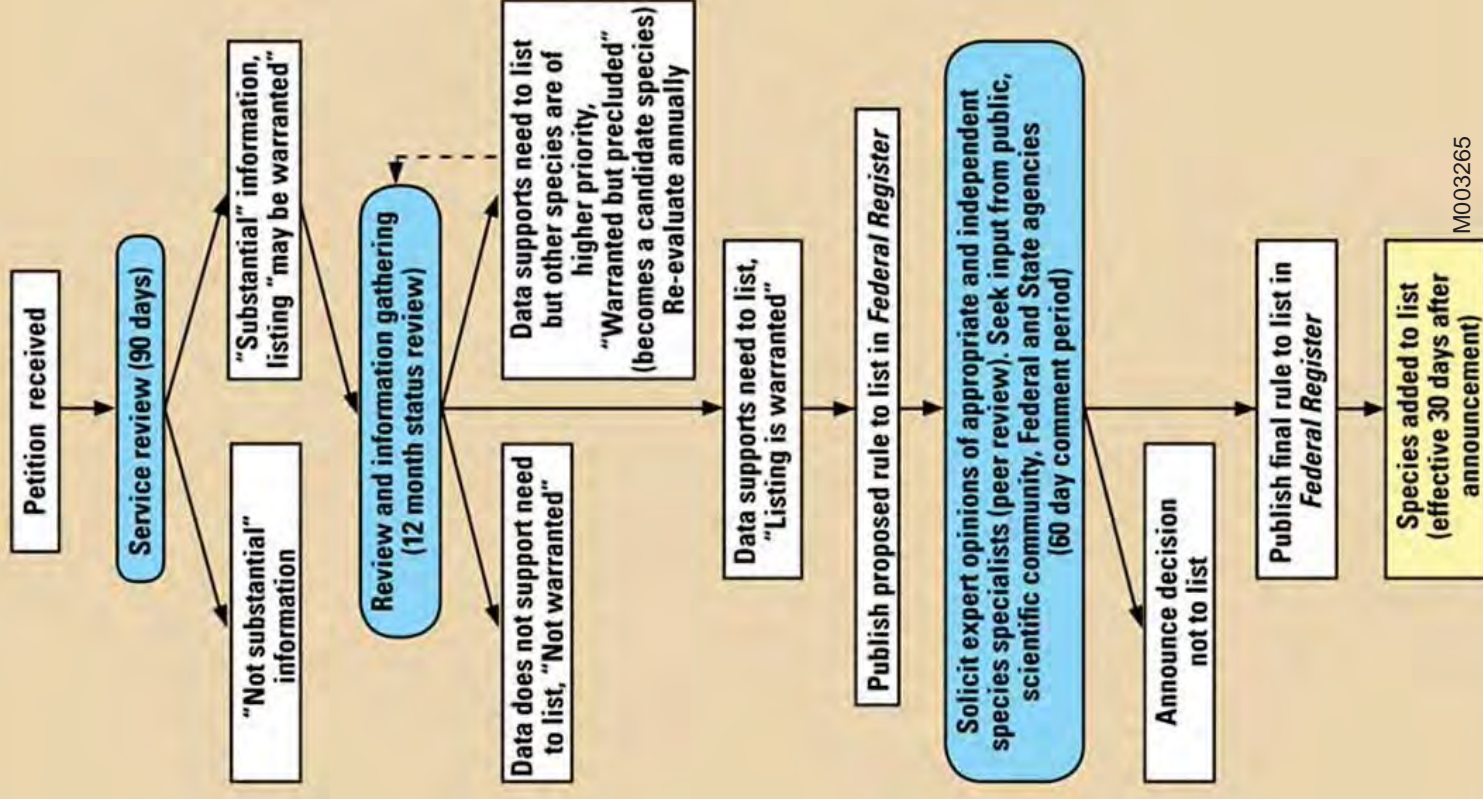 Petition received
Service review (90 days)
"Not substantial"
information
"Substantial" information,
listing "may be warranted"
Review and information gathering
(12 month status review)
Data does not support need
to list, "Not warranted"
Data supports need to list
but other species are of
higher priority,
"Warranted but precluded"
(becomes a candidate species)
Re-evaluate annually
Data supports need to list,
"Listing is warranted"
Publish proposed rule to list in Federal Register
Solicit expert opinions of appropriate and independent
species specialists (peer review). Seek input from public,
scientific community, Federal and State agencies
(60 day comment period)
Announce decision
not to list
Publish final rule to list in
Federal Register
Species added to list
(effective 30 days after
announcement)
M003265